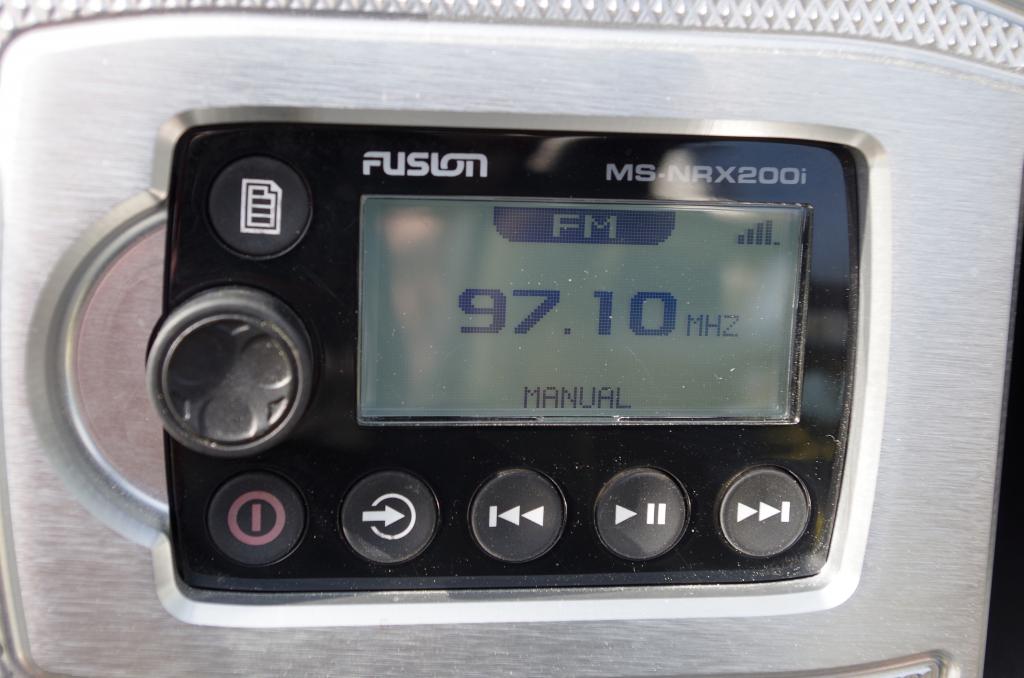 FUSION
MS-NRX200i
FM
97.10 MHZ
MANUAL